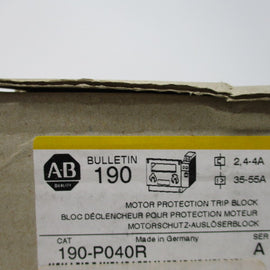 AB
QUALITY
BULLETIN
190
2,4-4A
35-55A
MOTOR PROTECTION TRIP BLOCK
BLOC DÉCLENCHEUR POUR PROTECTION MOTEUR
MOTORSCHUTZ-AUSLÖSERBLOCK
CAT Made in Germany SER
190-P040R A